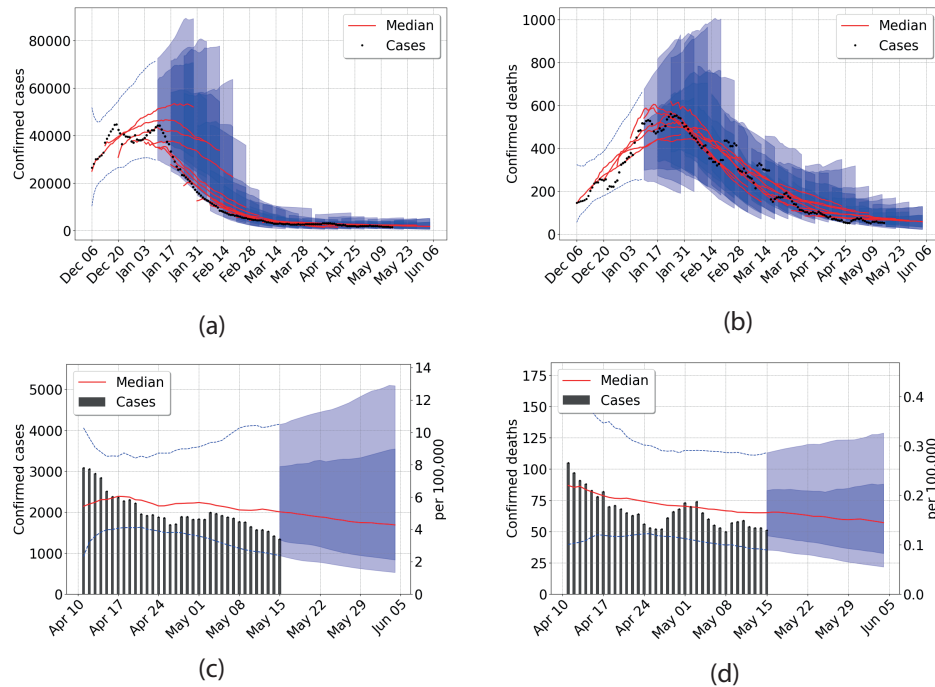 Confirmed cases
80000
60000
40000
20000
0
Median
Cases
Dec 06
Dec 20
Jan 03
Jan 17
Jan 31
Feb 14
Feb 28
Mar 14
Mar 28
Apr 11
Apr 25
May 09
May 23
Jun 06
(a)
Confirmed deaths
1000
800
600
400
200
0
Median
Cases
Dec 06
Dec 20
Jan 03
Jan 17
Jan 31
Feb 14
Feb 28
Mar 14
Mar 28
Apr 11
Apr 25
May 09
May 23
Jun 06
(b)
Confirmed cases
5000
4000
3000
2000
1000
0
Median
Cases
14
12
10
8
6
4
2
0
per 100,000
Apr 10
Apr 17
Apr 24
May 01
May 08
May 15
May 22
May 29
Jun 05
(c)
Confirmed deaths
175
150
125
100
75
50
25
0
Median
Cases
0.4
0.3
0.2
0.1
0.0
per 100,000
Apr 10
Apr 17
Apr 24
May 01
May 08
May 15
May 22
May 29
Jun 05
(d)